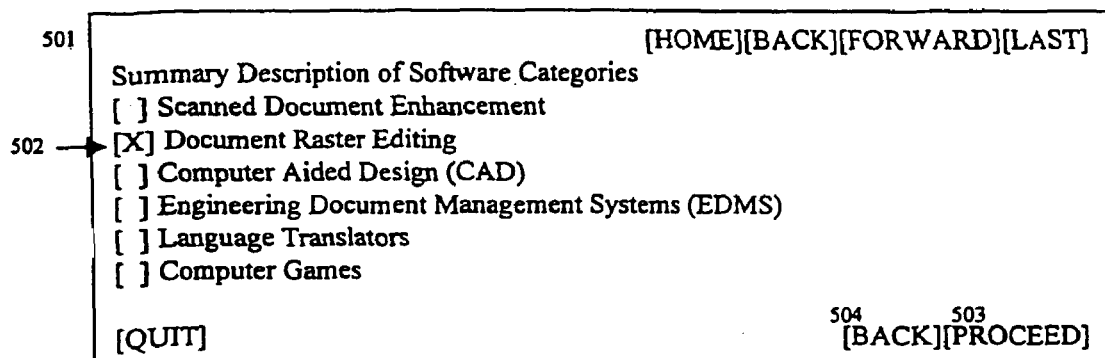 501 [HOME][BACK][FORWARD][LAST]
Summary Description of Software Categories
[ ] Scanned Document Enhancement
502 [X] Document Raster Editing
[ ] Computer Aided Design (CAD)
[ ] Engineering Document Management Systems (EDMS)
[ ] Language Translators
[ ] Computer Games
504 503
[QUIT] [BACK][PROCEED]